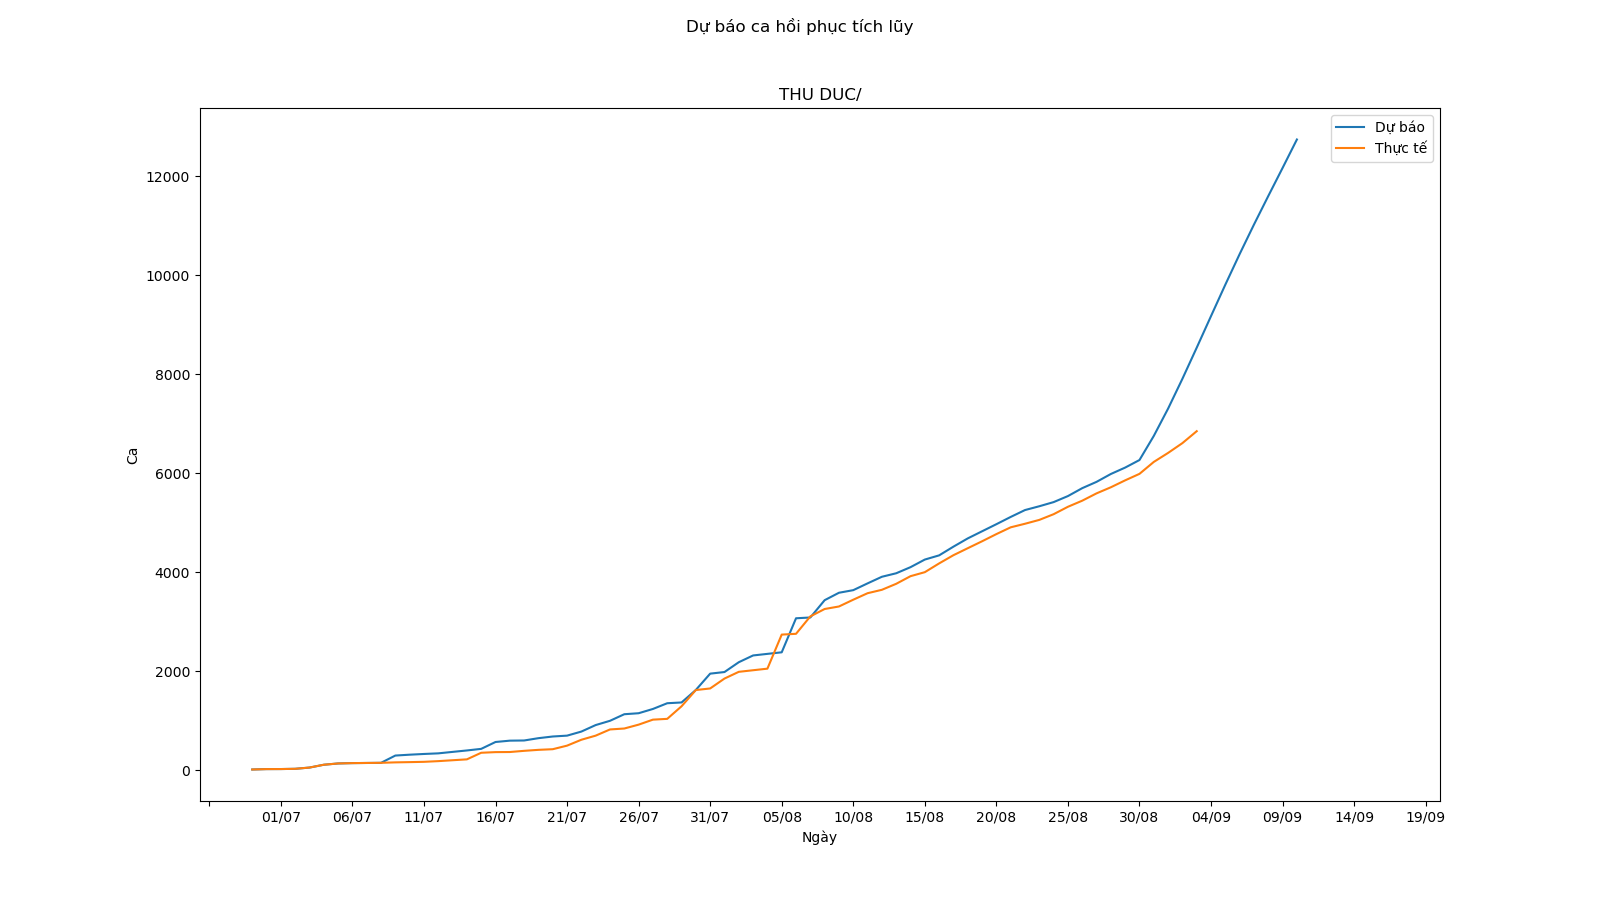 Dự báo ca hồi phục tích lũy
THU DUC/
Dự báo
Thực tế
12000
10000
8000
6000
4000
2000
0
Ca
01/07 06/07 11/07 16/07 21/07 26/07 31/07 05/08 10/08 15/08 20/08 25/08 30/08 04/09 09/09 14/09 19/09
Ngày